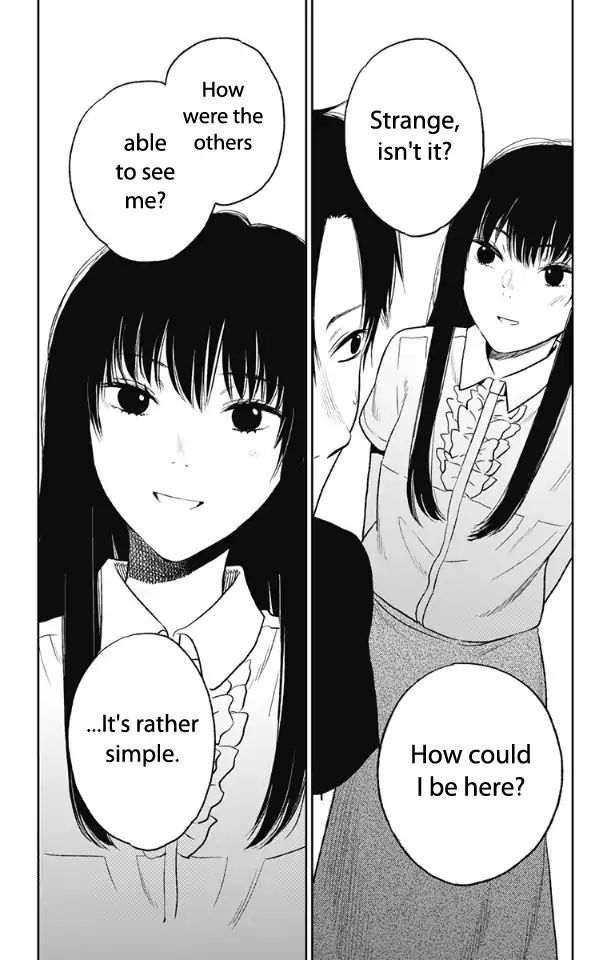 Strange,
isn't it?
How could
I be here?
How
were the
others
able
to see
me?
...It's rather
simple.